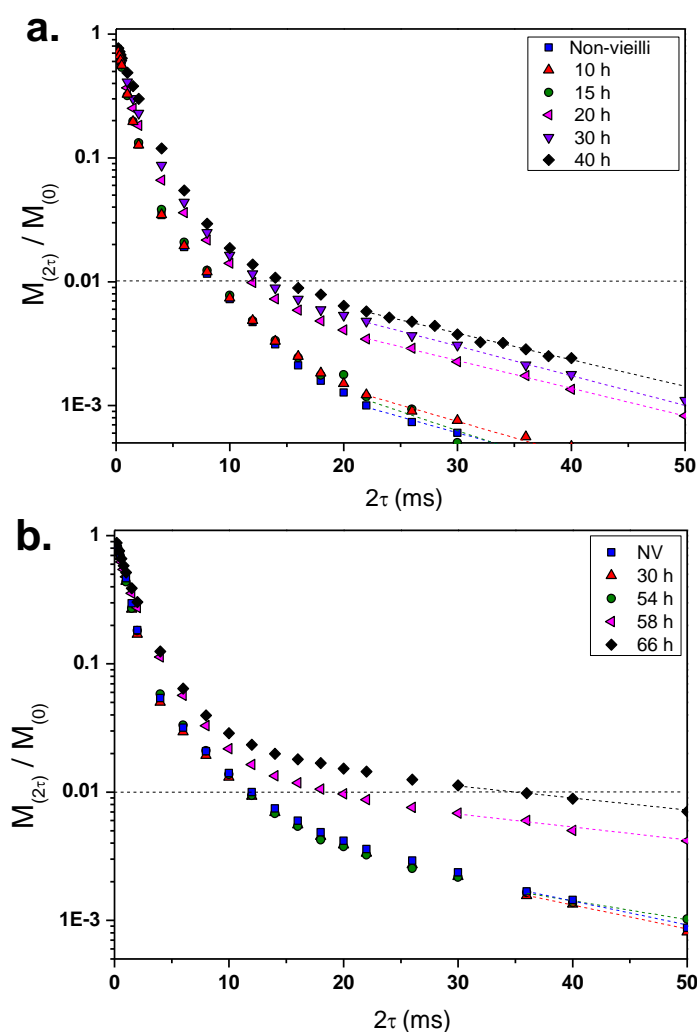 a.
1
0.1
0.01
1E-3
M(2τ) / M(0)
0
10
20
30
40
50
2τ (ms)
Non-vieilli
10 h
15 h
20 h
30 h
40 h
b.
1
0.1
0.01
1E-3
M(2τ) / M(0)
0
10
20
30
40
50
2τ (ms)
NV
30 h
54 h
58 h
66 h